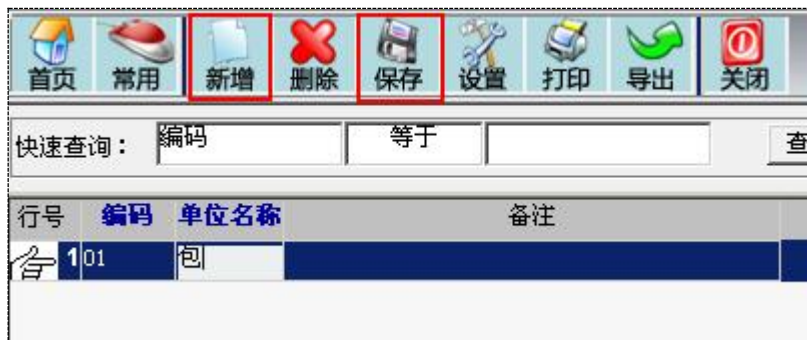 首页 常用 新增 删除 保存 设置 打印 导出 关闭
快速查询： 编码 等于 查
行号 编码 单位名称 备注
1 01 包